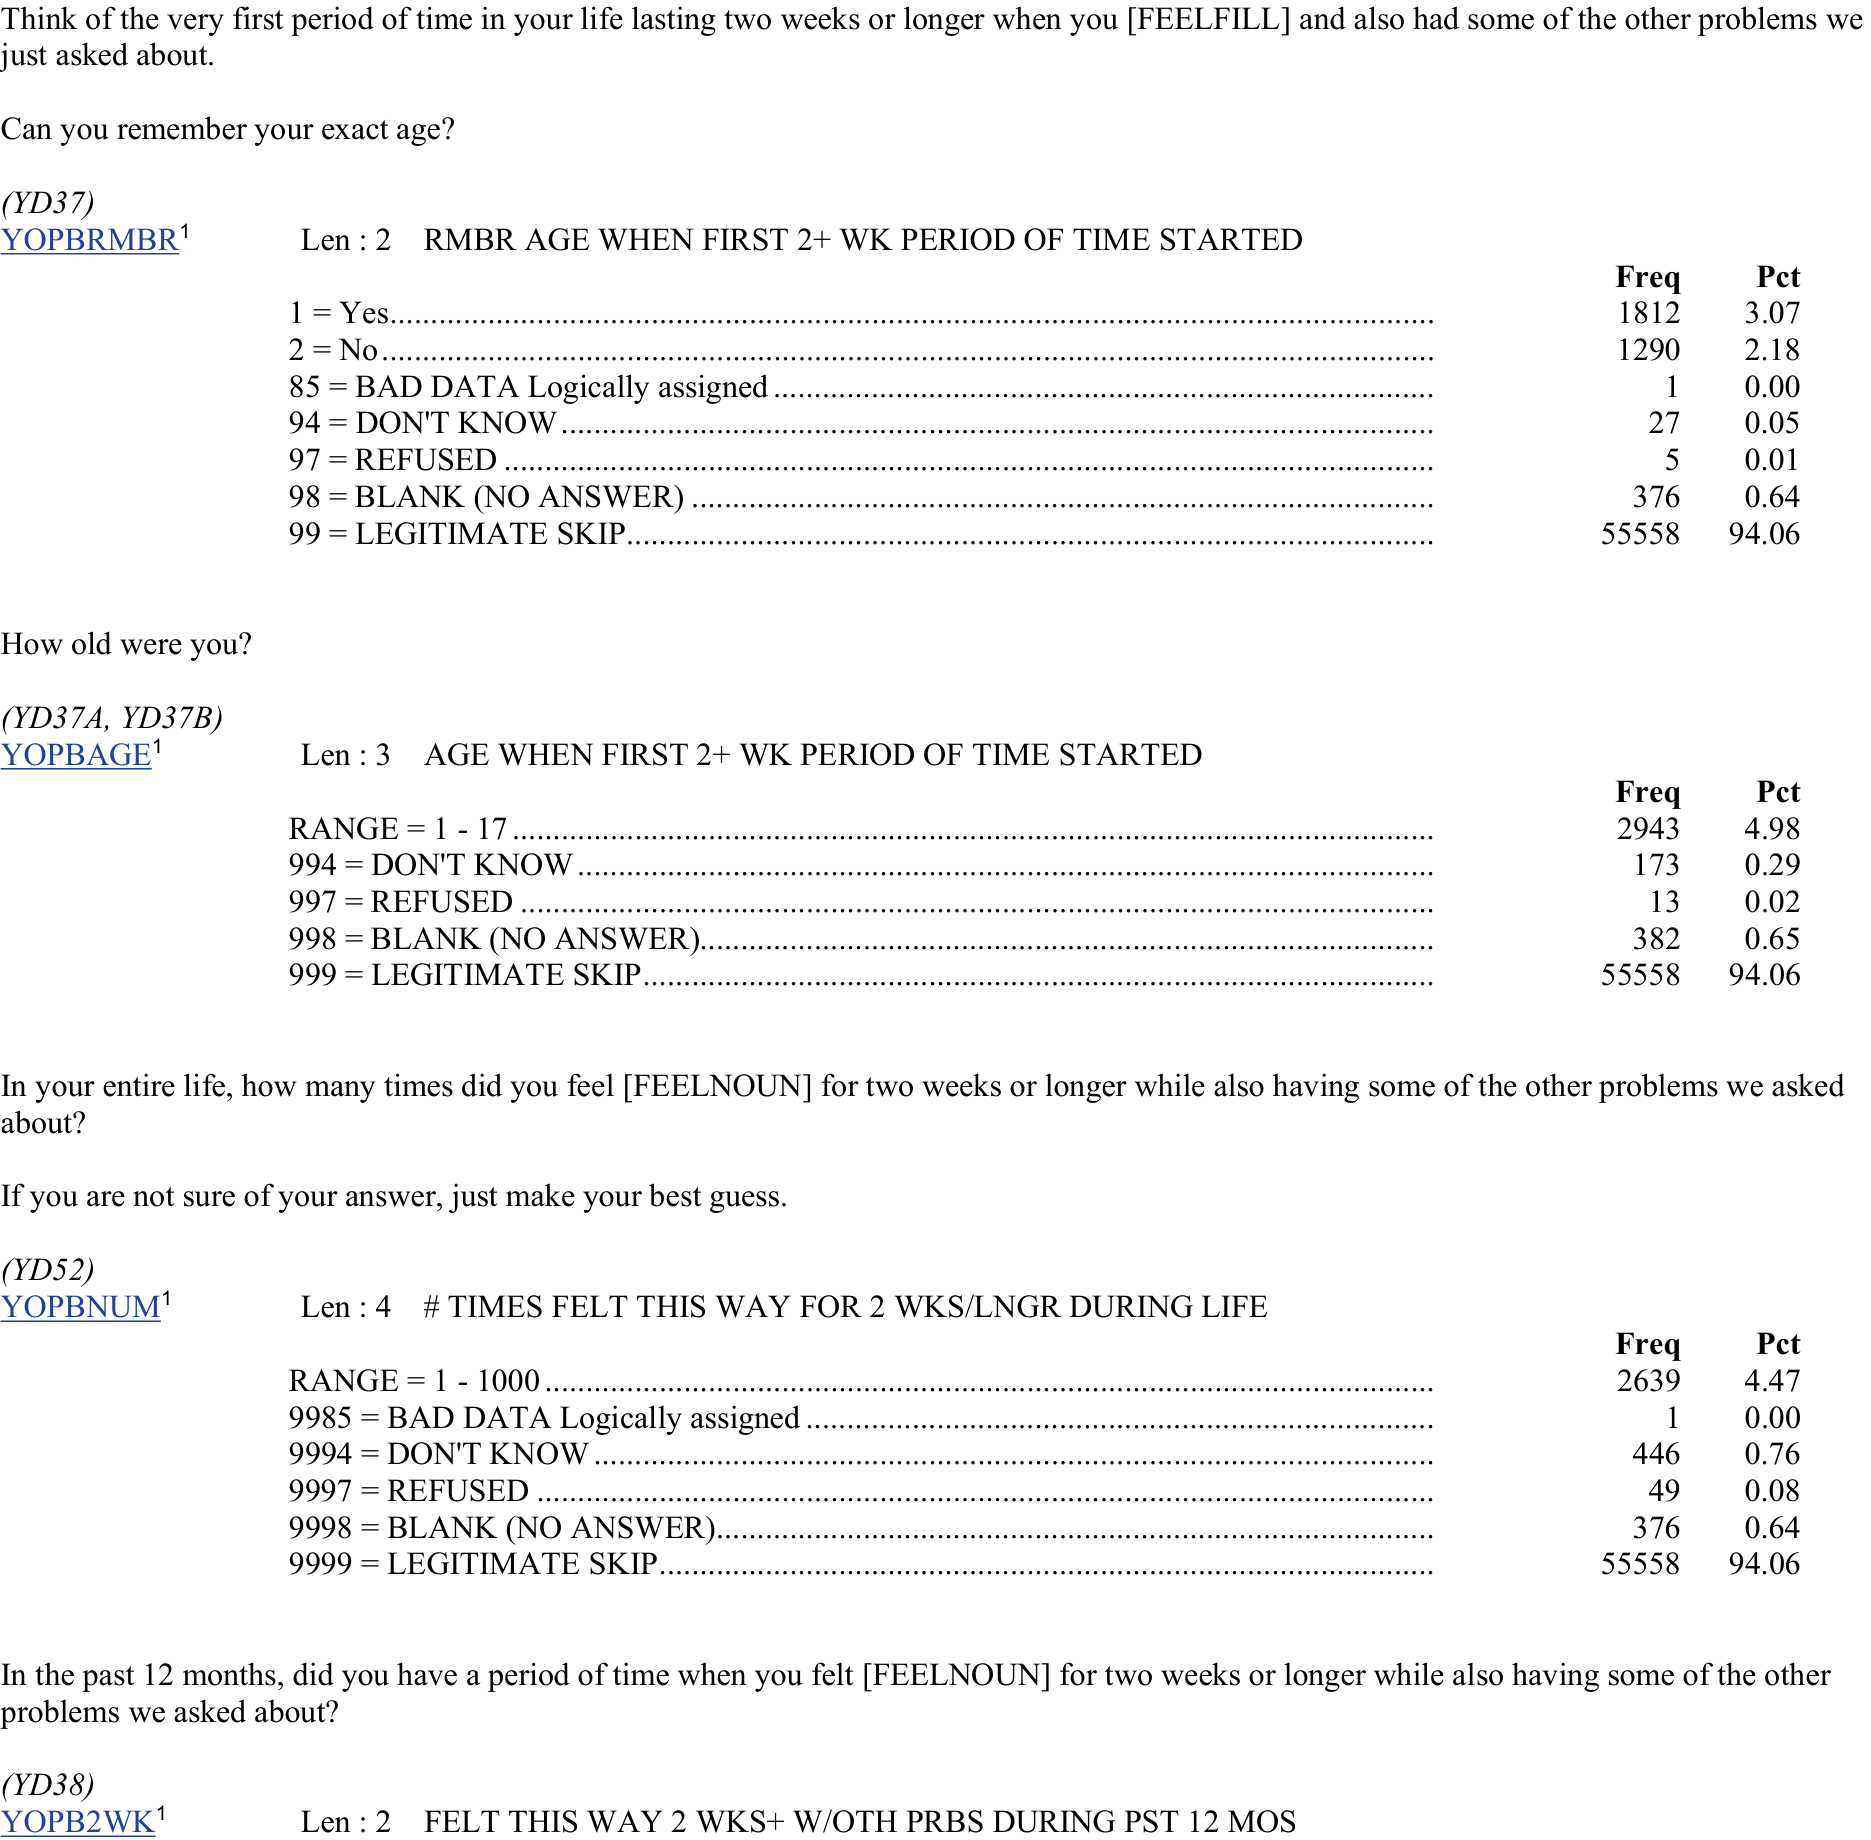 Think of the very first period of time in your life lasting two weeks or longer when you [FEELFILL] and also had some of the other problems we
just asked about.
Can you remember your exact age?
(YD37)
YOPBRMBR¹ Len : 2 RMBR AGE WHEN FIRST 2+ WK PERIOD OF TIME STARTED
Freq Pct
1 = Yes 1812 3.07
2 = No 1290 2.18
85 = BAD DATA Logically assigned 1 0.00
94 = DON'T KNOW 27 0.05
97 = REFUSED 5 0.01
98 = BLANK (NO ANSWER) 376 0.64
99 = LEGITIMATE SKIP 55558 94.06
How old were you?
(YD37A, YD37B)
YOPBAGE¹ Len : 3 AGE WHEN FIRST 2+ WK PERIOD OF TIME STARTED
Freq Pct
RANGE = 1 - 17 2943 4.98
994 = DON'T KNOW 173 0.29
997 = REFUSED 13 0.02
998 = BLANK (NO ANSWER) 382 0.65
999 = LEGITIMATE SKIP 55558 94.06
In your entire life, how many times did you feel [FEELNOUN] for two weeks or longer while also having some of the other problems we asked
about?
If you are not sure of your answer, just make your best guess.
(YD52)
YOPBNUM¹ Len : 4 # TIMES FELT THIS WAY FOR 2 WKS/LNGR DURING LIFE
Freq Pct
RANGE = 1 - 1000 2639 4.47
9985 = BAD DATA Logically assigned 1 0.00
9994 = DON'T KNOW 446 0.76
9997 = REFUSED 49 0.08
9998 = BLANK (NO ANSWER) 376 0.64
9999 = LEGITIMATE SKIP 55558 94.06
In the past 12 months, did you have a period of time when you felt [FEELNOUN] for two weeks or longer while also having some of the other
problems we asked about?
(YD38)
YOPB2WK¹ Len : 2 FELT THIS WAY 2 WKS+ W/OTH PRBS DURING PST 12 MOS